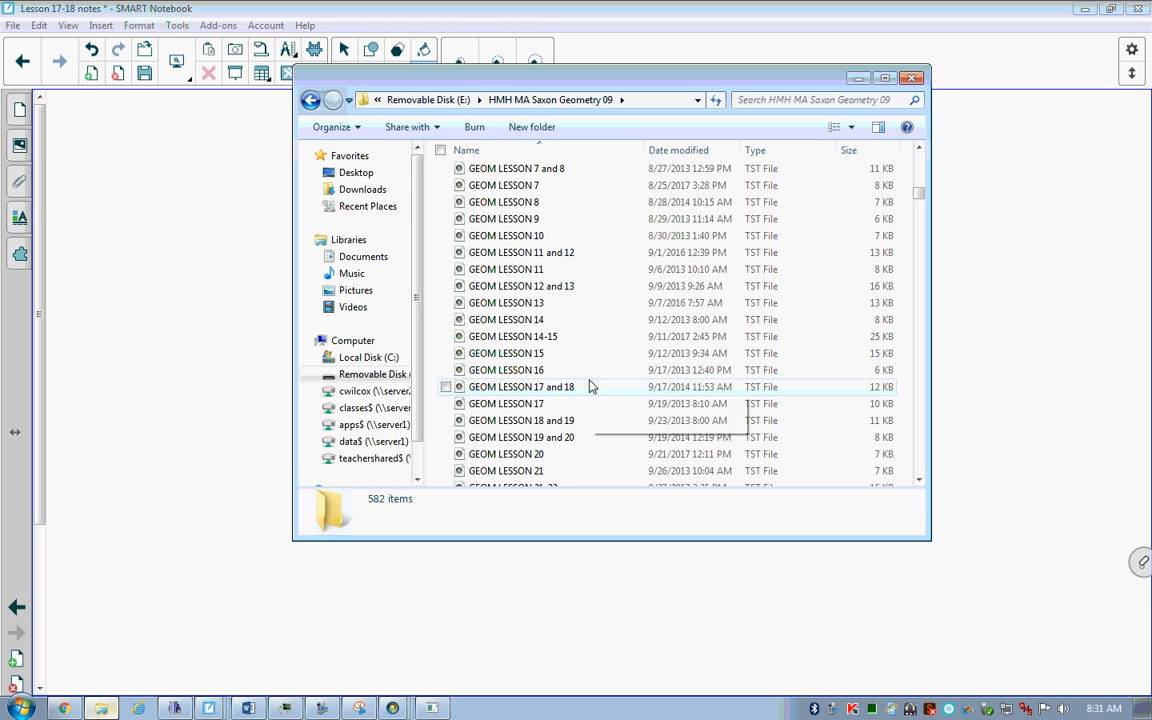 Lesson 17-18 notes * - SMART Notebook
File Edit View Insert Format Tools Add-ons Account Help
« Removable Disk (E:) HMH MA Saxon Geometry 09
Search HMH MA Saxon Geometry 09
Organize Share with Burn New folder
Name Date modified Type Size
Favorites
Desktop
Downloads
Recent Places
Libraries
Documents
Music
Pictures
Videos
Computer
Local Disk (C:)
Removable Disk
cwilcox (\\server
classes$ (\\server
apps$ (\\server1)
data$ (\\server1)
teachershared$ (\
GEOM LESSON 7 and 8 8/27/2013 12:59 PM TST File 11 KB
GEOM LESSON 7 8/25/2017 3:28 PM TST File 8 KB
GEOM LESSON 8 8/28/2014 10:15 AM TST File 7 KB
GEOM LESSON 9 8/29/2013 11:14 AM TST File 6 KB
GEOM LESSON 10 8/30/2013 1:40 PM TST File 7 KB
GEOM LESSON 11 and 12 9/1/2016 12:39 PM TST File 13 KB
GEOM LESSON 11 9/6/2013 10:10 AM TST File 8 KB
GEOM LESSON 12 and 13 9/9/2013 9:26 AM TST File 16 KB
GEOM LESSON 13 9/7/2016 7:57 AM TST File 13 KB
GEOM LESSON 14 9/12/2013 8:00 AM TST File 8 KB
GEOM LESSON 14-15 9/11/2017 2:45 PM TST File 25 KB
GEOM LESSON 15 9/12/2013 9:34 AM TST File 15 KB
GEOM LESSON 16 9/17/2013 12:40 PM TST File 6 KB
GEOM LESSON 17 and 18 9/17/2014 11:53 AM TST File 12 KB
GEOM LESSON 17 9/19/2013 8:10 AM TST File 10 KB
GEOM LESSON 18 and 19 9/23/2013 8:00 AM TST File 11 KB
GEOM LESSON 19 and 20 9/19/2014 12:19 PM TST File 8 KB
GEOM LESSON 20 9/21/2017 12:11 PM TST File 7 KB
GEOM LESSON 21 9/26/2013 10:04 AM TST File 7 KB
582 items
8:31 AM